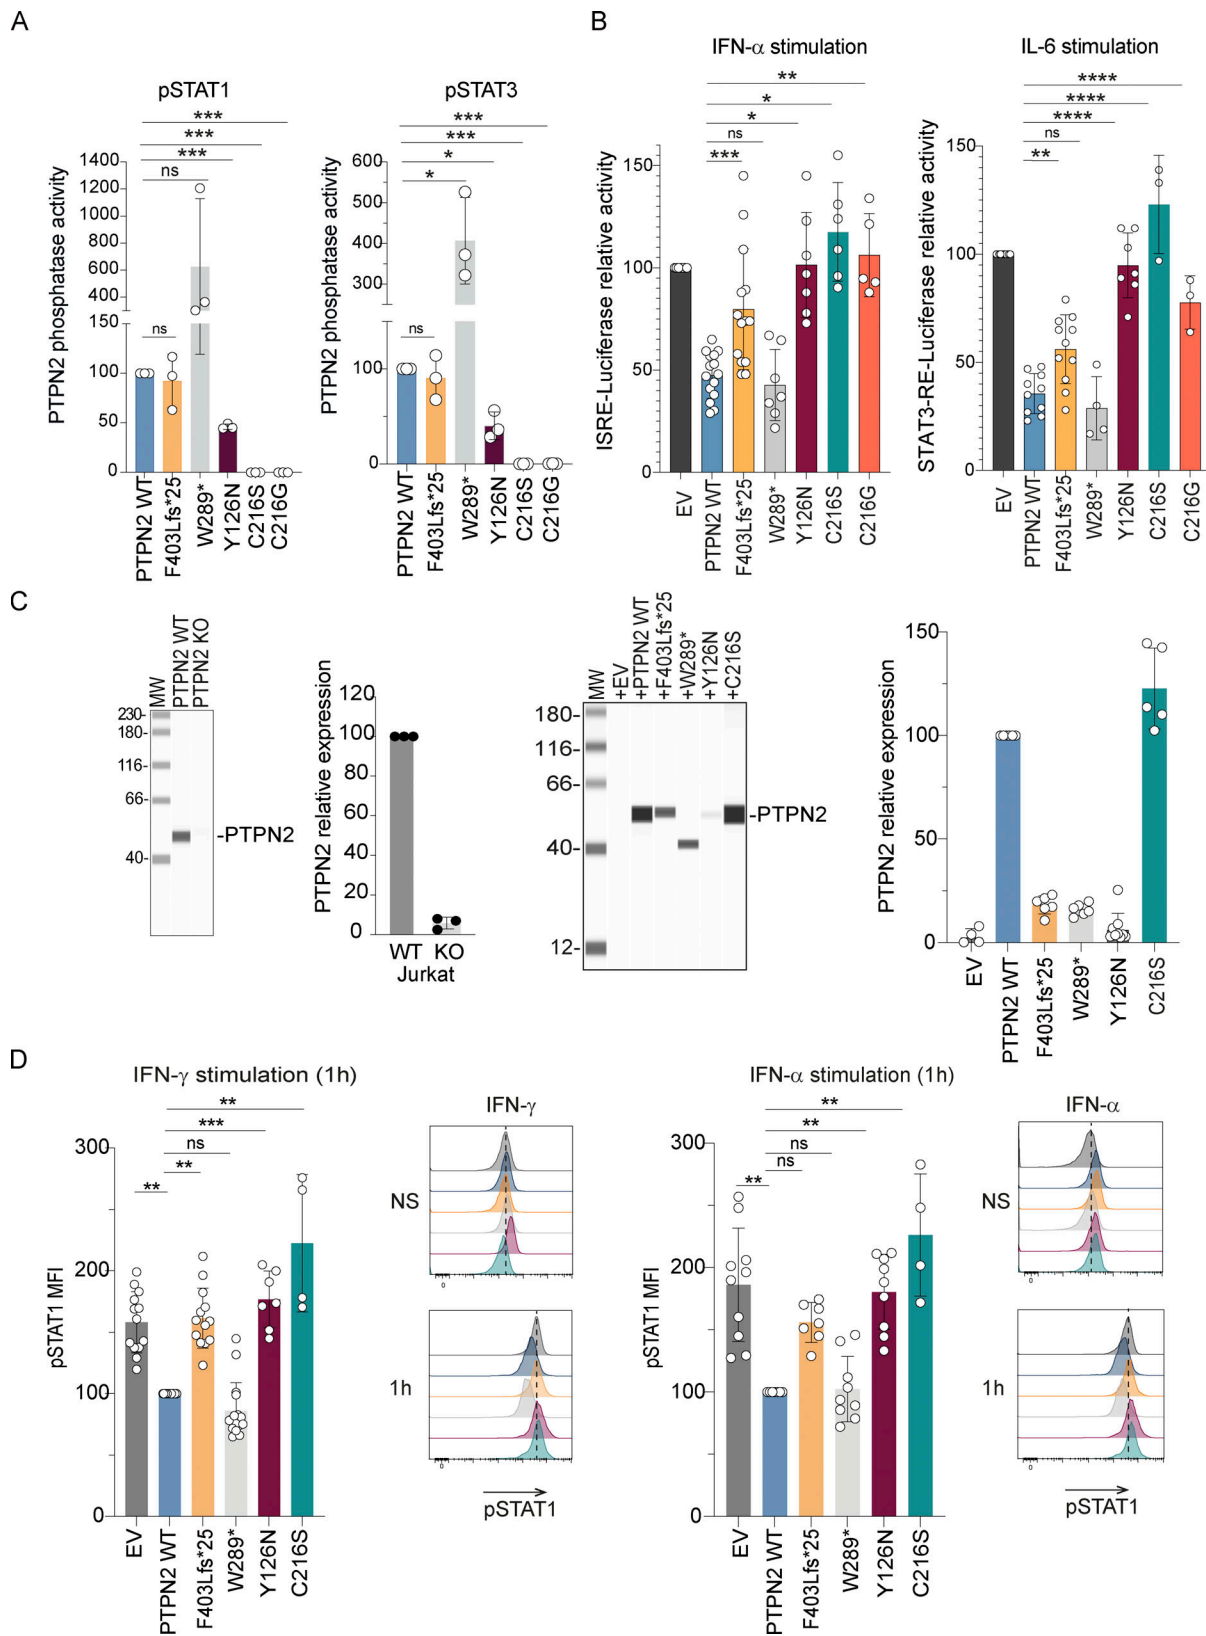 A
pSTAT1
***
***
***
ns
ns
PTPN2 phosphatase activity
1400
1200
1000
800
600
400
150
100
50
0
PTPN2 WT
F403Lfs*25
W289*
Y126N
C216S
C216G
pSTAT3
***
***
*
*
ns
PTPN2 phosphatase activity
600
500
400
300
100
0
PTPN2 WT
F403Lfs*25
W289*
Y126N
C216S
C216G
B
IFN-α stimulation
**
*
*
ns
***
ISRE-Luciferase relative activity
150
100
50
0
EV
PTPN2 WT
F403Lfs*25
W289*
Y126N
C216S
C216G
IL-6 stimulation
****
****
****
ns
**
STAT3-RE-Luciferase relative activity
150
100
50
0
EV
PTPN2 WT
F403Lfs*25
W289*
Y126N
C216S
C216G
C
MW
PTPN2 WT
PTPN2 KO
230-
180-
116-
66-
40-
-PTPN2
PTPN2 relative expression
120
100
80
60
40
20
0
WT KO
Jurkat
MW
+EV
+PTPN2 WT
+F403Lfs*25
+W289*
+Y126N
+C216S
180-
116-
66-
40-
12-
-PTPN2
PTPN2 relative expression
150
100
50
0
EV
PTPN2 WT
F403Lfs*25
W289*
Y126N
C216S
D
IFN-γ stimulation (1h)
**
***
ns
**
**
pSTAT1 MFI
300
200
100
0
EV
PTPN2 WT
F403Lfs*25
W289*
Y126N
C216S
IFN-γ
NS
0
1h
0
pSTAT1
IFN-α stimulation (1h)
**
**
ns
ns
**
pSTAT1 MFI
300
200
100
0
EV
PTPN2 WT
F403Lfs*25
W289*
Y126N
C216S
IFN-α
NS
0
1h
0
pSTAT1